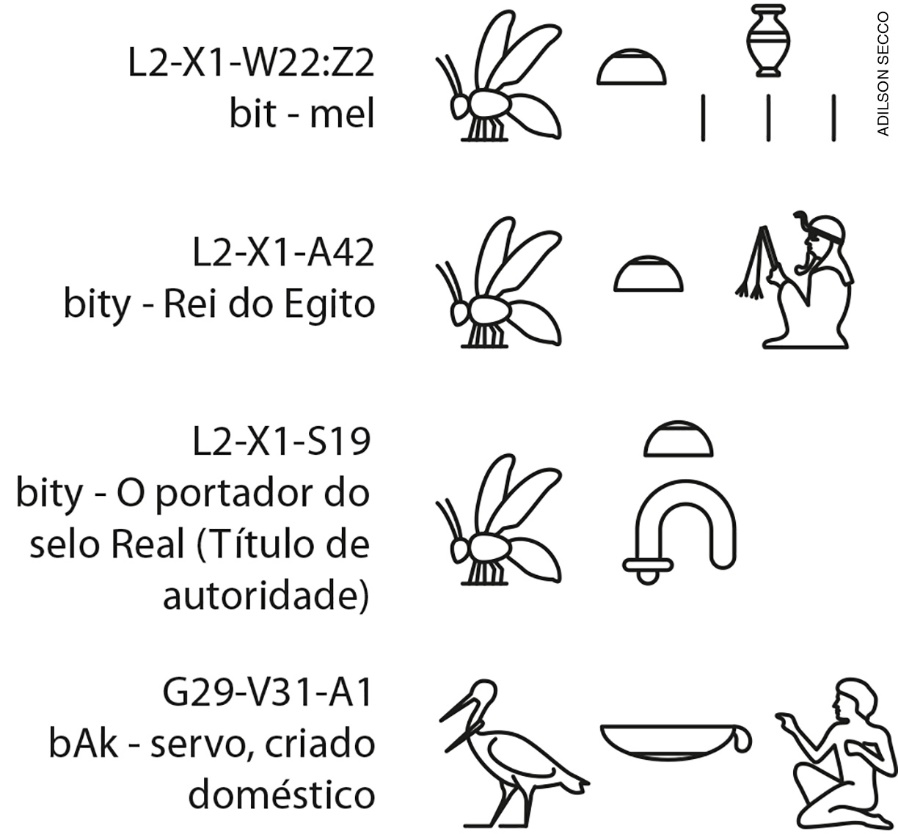 L2-X1-W22:Z2
bit - mel
L2-X1-A42
bity - Rei do Egito
L2-X1-S19
bity - O portador do
selo Real (Título de
autoridade)
G29-V31-A1
bAk - servo, criado
doméstico
ADILSON SECCO